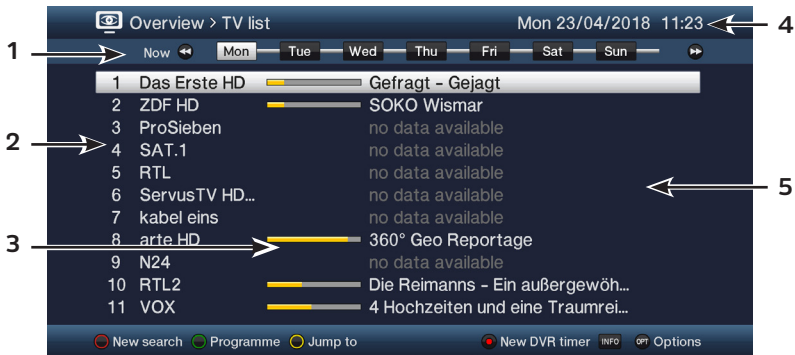 Overview > TV list Mon 23/04/2018 11:23 4
1 Now Mon Tue Wed Thu Fri Sat Sun
1 Das Erste HD Gefragt - Gejagt
2 ZDF HD SOKO Wismar
3 ProSieben no data available
2 4 SAT.1 no data available
5 RTL no data available
6 ServusTV HD... no data available 5
7 kabel eins no data available
3 8 arte HD 360° Geo Reportage
9 N24 no data available
10 RTL2 Die Reimanns - Ein außergewöh...
11 VOX 4 Hochzeiten und eine Traumrei...
New search Programme Jump to New DVR timer INFO OPT Options